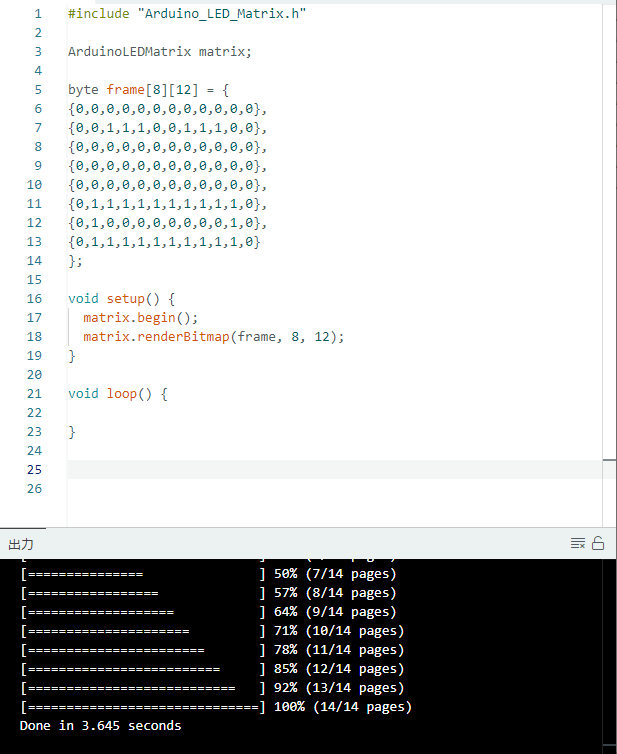 1 #include "Arduino_LED_Matrix.h"
2
3 ArduinoLEDMatrix matrix;
4
5 byte frame[8][12] = {
6 {0,0,0,0,0,0,0,0,0,0,0,0},
7 {0,0,1,1,1,0,0,1,1,1,0,0},
8 {0,0,0,0,0,0,0,0,0,0,0,0},
9 {0,0,0,0,0,0,0,0,0,0,0,0},
10 {0,0,0,0,0,0,0,0,0,0,0,0},
11 {0,1,1,1,1,1,1,1,1,1,1,0},
12 {0,1,0,0,0,0,0,0,0,0,1,0},
13 {0,1,1,1,1,1,1,1,1,1,1,0}
14 };
15
16 void setup() {
17   matrix.begin();
18   matrix.renderBitmap(frame, 8, 12);
19 }
20
21 void loop() {
22
23 }
24
25
26
出力
[===============               ] 50% (7/14 pages)
[=================             ] 57% (8/14 pages)
[===================           ] 64% (9/14 pages)
[=====================         ] 71% (10/14 pages)
[=======================       ] 78% (11/14 pages)
[=========================     ] 85% (12/14 pages)
[===========================   ] 92% (13/14 pages)
[==============================] 100% (14/14 pages)
Done in 3.645 seconds